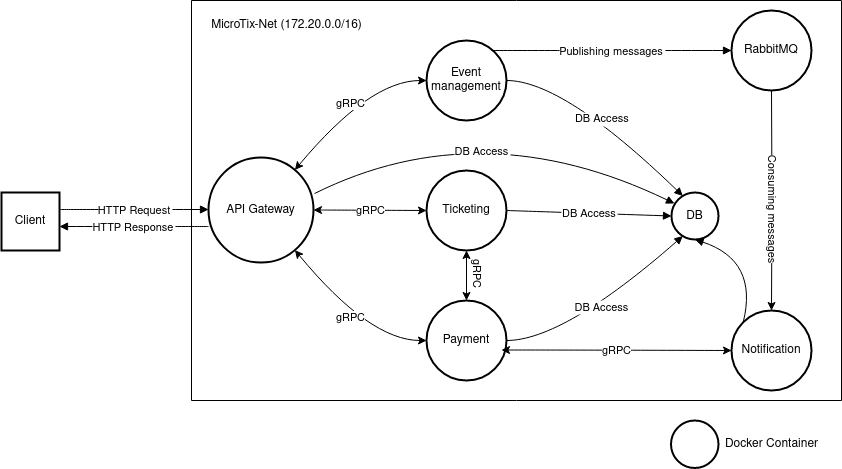 MicroTix-Net (172.20.0.0/16)
RabbitMQ
Publishing messages
Event
management
gRPC
DB Access
DB Access
Consuming messages
Client
HTTP Request
HTTP Response
API Gateway
gRPC
Ticketing
DB Access
DB
gRPC
gRPC
DB Access
Payment
gRPC
Notification
Docker Container